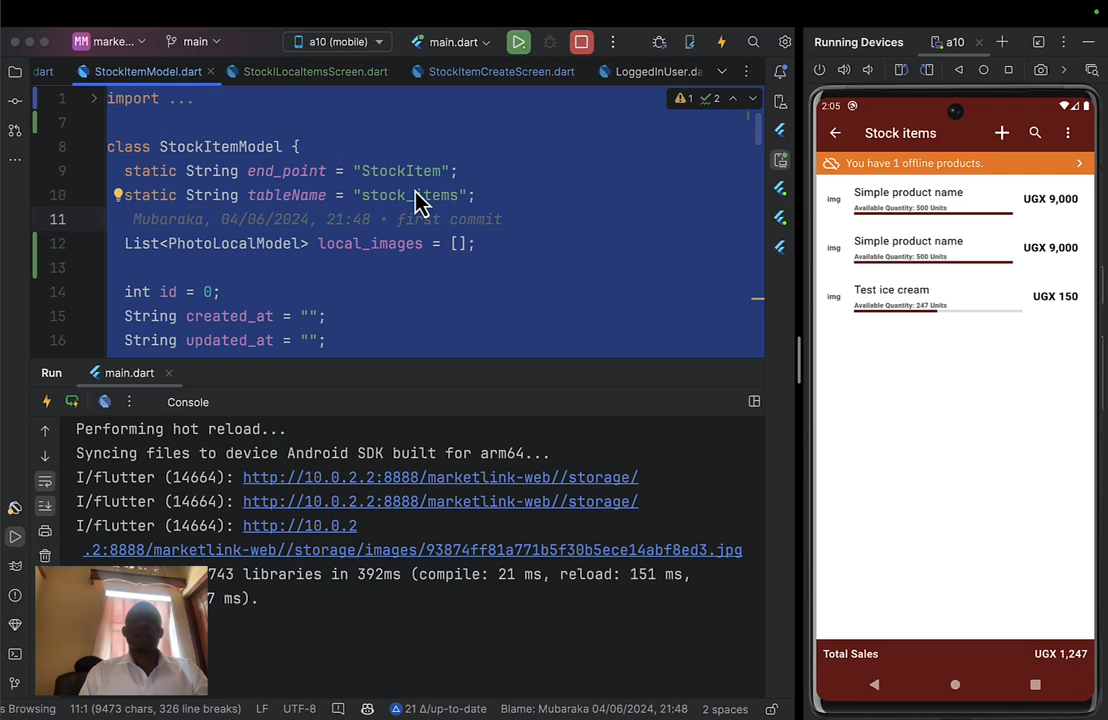 MM marke...
main
a10 (mobile)
main.dart
Running Devices
a10
dart
StockItemModel.dart
StockILocaItemsScreen.dart
StockItemCreateScreen.dart
LoggedInUser.da
1 import ...
1 2
7
8 class StockItemModel {
9 static String end_point = "StockItem";
10 static String tableName = "stock_items";
11 Mubaraka, 04/06/2024, 21:48 • first commit
12 List<PhotoLocalModel> local_images = [];
13
14 int id = 0;
15 String created_at = "";
16 String updated_at = "";
Run
main.dart
Console
Performing hot reload...
Syncing files to device Android SDK built for arm64...
I/flutter (14664): http://10.0.2.2:8888/marketlink-web//storage/
I/flutter (14664): http://10.0.2.2:8888/marketlink-web//storage/
I/flutter (14664): http://10.0.2
.2:8888/marketlink-web//storage/images/93874ff81a771b5f30b5ece14abf8ed3.jpg
743 libraries in 392ms (compile: 21 ms, reload: 151 ms,
7 ms).
s Browsing
11:1 (9473 chars, 326 line breaks)
LF
UTF-8
21 Δ/up-to-date
Blame: Mubaraka 04/06/2024, 21:48
2 spaces
2:05
Stock items
You have 1 offline products.
img
Simple product name
Available Quantity: 500 Units
UGX 9,000
img
Simple product name
Available Quantity: 500 Units
UGX 9,000
img
Test ice cream
Available Quantity: 247 Units
UGX 150
Total Sales
UGX 1,247